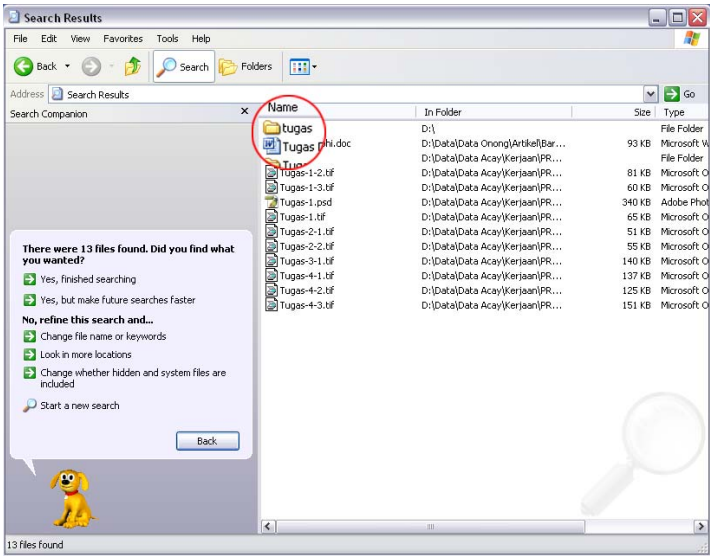 Search Results
File Edit View Favorites Tools Help
Back Search Folders
Address Search Results Go
Search Companion
Name In Folder Size Type
tugas D:\ File Folder
Tugas phi.doc D:\Data\Data Onong\Artikel\Bar... 93 KB Microsoft W
Tuga File Folder D:\Data\Data Acay\Kerjaan\PR...
Tugas-1-2.tif D:\Data\Data Acay\Kerjaan\PR... 81 KB Microsoft O
Tugas-1-3.tif D:\Data\Data Acay\Kerjaan\PR... 60 KB Microsoft O
Tugas-1.psd D:\Data\Data Acay\Kerjaan\PR... 340 KB Adobe Phot
Tugas-1.tif D:\Data\Data Acay\Kerjaan\PR... 65 KB Microsoft O
Tugas-2-1.tif D:\Data\Data Acay\Kerjaan\PR... 51 KB Microsoft O
Tugas-2-2.tif D:\Data\Data Acay\Kerjaan\PR... 55 KB Microsoft O
Tugas-3-1.tif D:\Data\Data Acay\Kerjaan\PR... 140 KB Microsoft O
Tugas-4-1.tif D:\Data\Data Acay\Kerjaan\PR... 137 KB Microsoft O
Tugas-4-2.tif D:\Data\Data Acay\Kerjaan\PR... 125 KB Microsoft O
Tugas-4-3.tif D:\Data\Data Acay\Kerjaan\PR... 151 KB Microsoft O
There were 13 files found. Did you find what
you wanted?
Yes, finished searching
Yes, but make future searches faster
No, refine this search and...
Change file name or keywords
Look in more locations
Change whether hidden and system files are
included
Start a new search
Back
13 files found